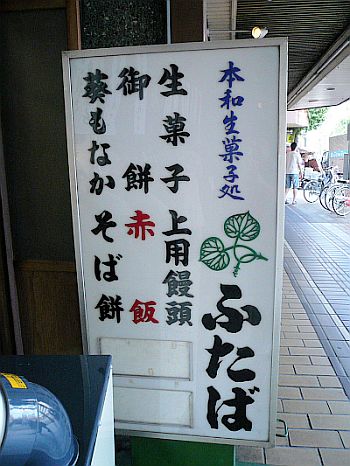 本和生菓子処
ふたば
生菓子上用饅頭
御餅赤飯
葵もなかそば餅